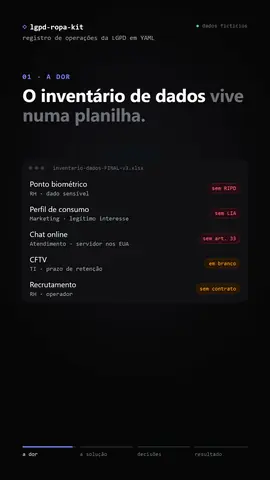 lgpd-ropa-kit
dados fictícios
registro de operações da LGPD em YAML
01 · A DOR
O inventário de dados vive
numa planilha.
inventario-dados-FINAL-v3.xlsx
Ponto biométrico
sem RIPD
RH · dado sensível
Perfil de consumo
sem LIA
Marketing · legítimo interesse
Chat online
sem art. 33
Atendimento · servidor nos EUA
CFTV
em branco
TI · prazo de retenção
Recrutamento
sem contrato
RH · operador
a dor
a solução
decisões
resultado